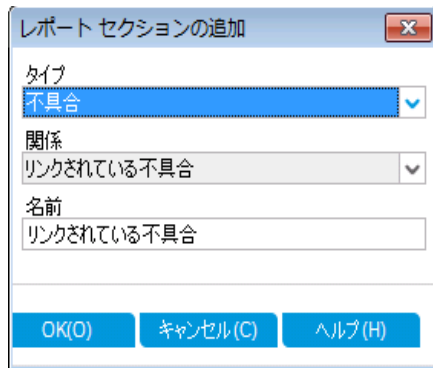 レポート セクションの追加
タイプ
不具合
関係
リンクされている不具合
名前
リンクされている不具合
OK(O) キャンセル(C) ヘルプ(H)